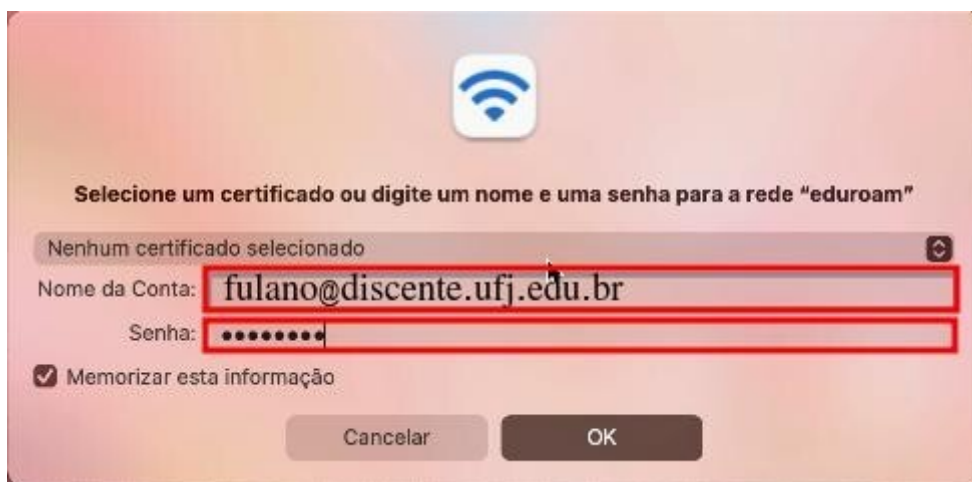 Selecione um certificado ou digite um nome e uma senha para a rede “eduroam”
Nenhum certificado selecionado
Nome da Conta: fulano@discente.ufj.edu.br
Senha: ••••••••
Memorizar esta informação
Cancelar OK